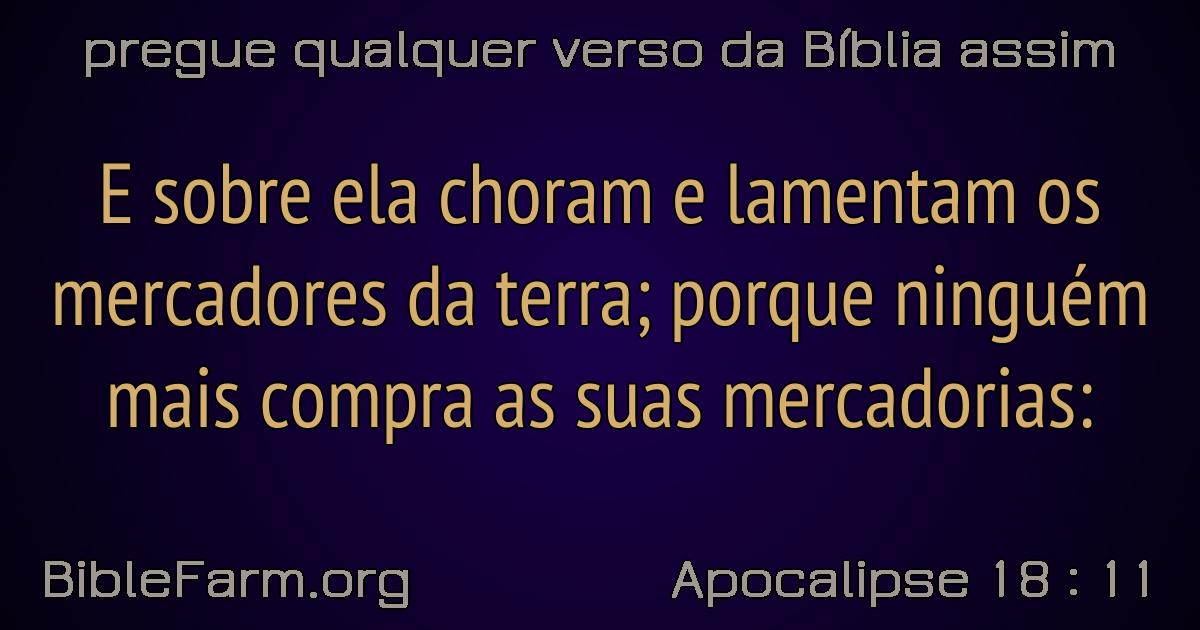 pregue qualquer verso da Bíblia assim
E sobre ela choram e lamentam os
mercadores da terra; porque ninguém
mais compra as suas mercadorias:
BibleFarm.org
Apocalipse 18 : 11